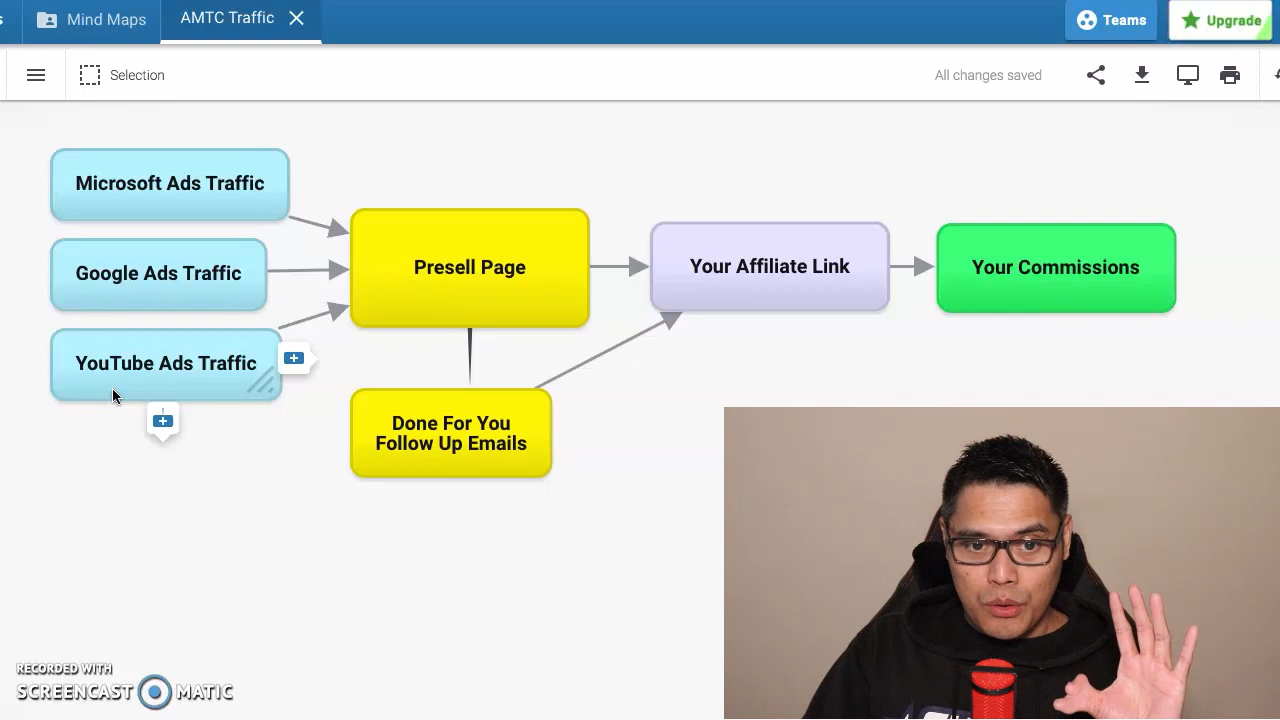 s
Mind Maps
AMTC Traffic
Teams
Upgrade
Selection
All changes saved
Microsoft Ads Traffic
Google Ads Traffic
YouTube Ads Traffic
Presell Page
Your Affiliate Link
Your Commissions
Done For You
Follow Up Emails
RECORDED WITH
SCREENCAST MATIC